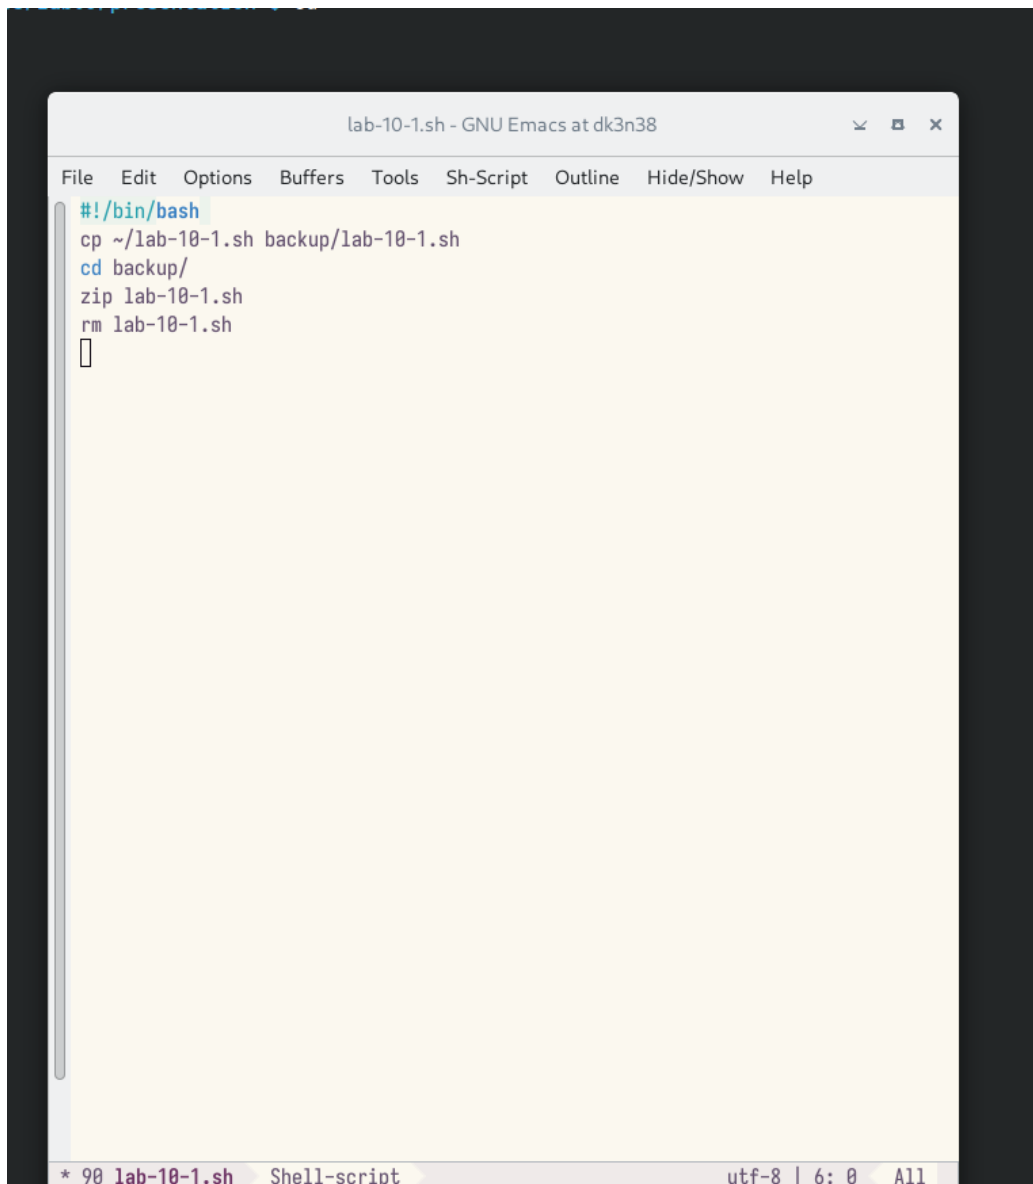 lab-10-1.sh - GNU Emacs at dk3n38
File Edit Options Buffers Tools Sh-Script Outline Hide/Show Help
#!/bin/bash
cp ~/lab-10-1.sh backup/lab-10-1.sh
cd backup/
zip lab-10-1.sh
rm lab-10-1.sh
* 90 lab-10-1.sh Shell-script utf-8 | 6: 0 All